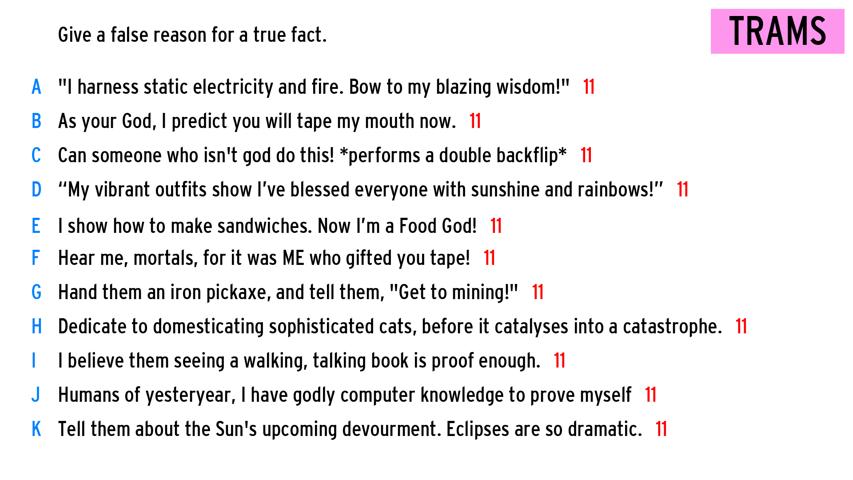 Give a false reason for a true fact.
TRAMS
A "I harness static electricity and fire. Bow to my blazing wisdom!" 11
B As your God, I predict you will tape my mouth now. 11
C Can someone who isn't god do this! *performs a double backflip* 11
D “My vibrant outfits show I’ve blessed everyone with sunshine and rainbows!” 11
E I show how to make sandwiches. Now I’m a Food God! 11
F Hear me, mortals, for it was ME who gifted you tape! 11
G Hand them an iron pickaxe, and tell them, "Get to mining!" 11
H Dedicate to domesticating sophisticated cats, before it catalyses into a catastrophe. 11
I I believe them seeing a walking, talking book is proof enough. 11
J Humans of yesteryear, I have godly computer knowledge to prove myself 11
K Tell them about the Sun's upcoming devourment. Eclipses are so dramatic. 11